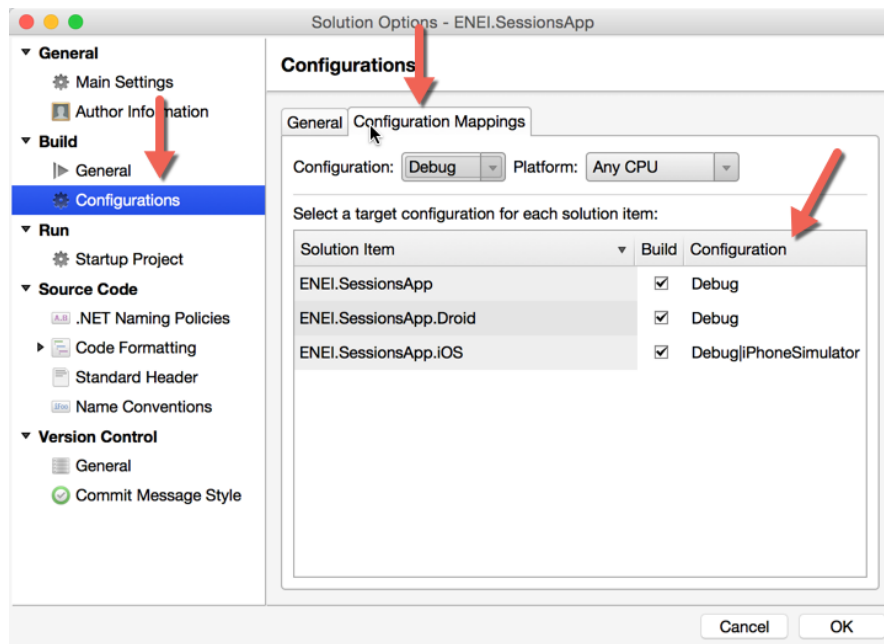 Solution Options - ENEI.SessionsApp
General
Main Settings
Author Information
Build
General
Configurations
Run
Startup Project
Source Code
.NET Naming Policies
Code Formatting
Standard Header
Name Conventions
Version Control
General
Commit Message Style
Configurations
General Configuration Mappings
Configuration: Debug Platform: Any CPU
Select a target configuration for each solution item:
Solution Item Build Configuration
ENEI.SessionsApp Debug
ENEI.SessionsApp.Droid Debug
ENEI.SessionsApp.iOS Debug|iPhoneSimulator
Cancel OK